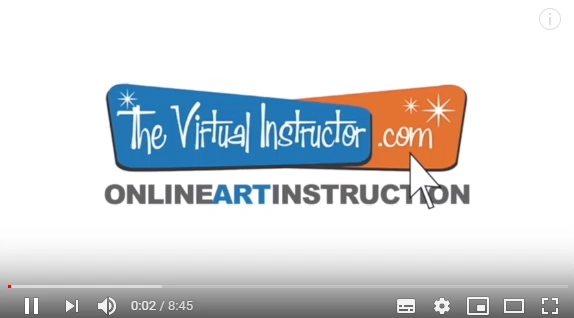 The Virtual Instructor .com
ONLINEARTINSTRUCTION
0:02 / 8:45